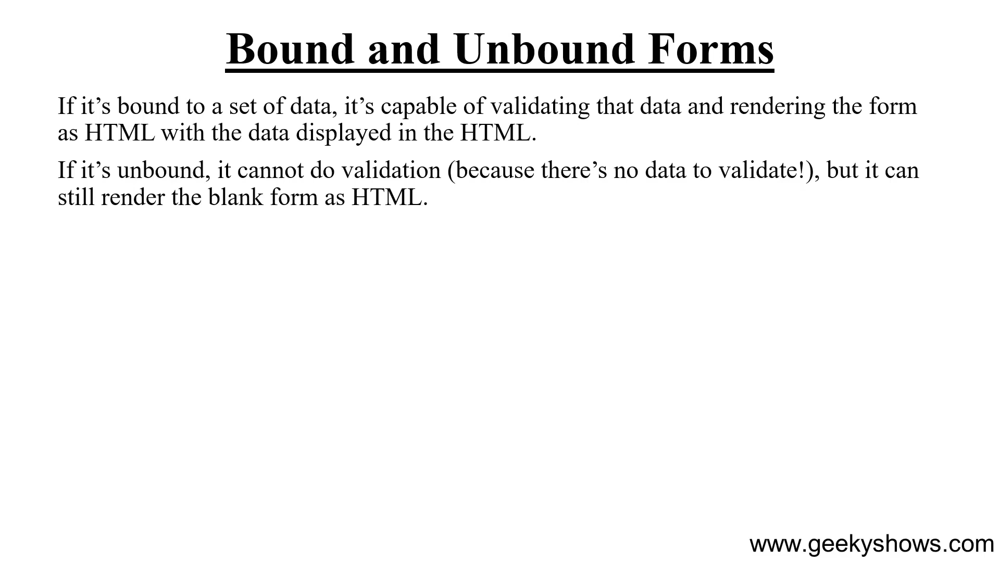 Bound and Unbound Forms
If it’s bound to a set of data, it’s capable of validating that data and rendering the form
as HTML with the data displayed in the HTML.
If it’s unbound, it cannot do validation (because there’s no data to validate!), but it can
still render the blank form as HTML.
www.geekyshows.com